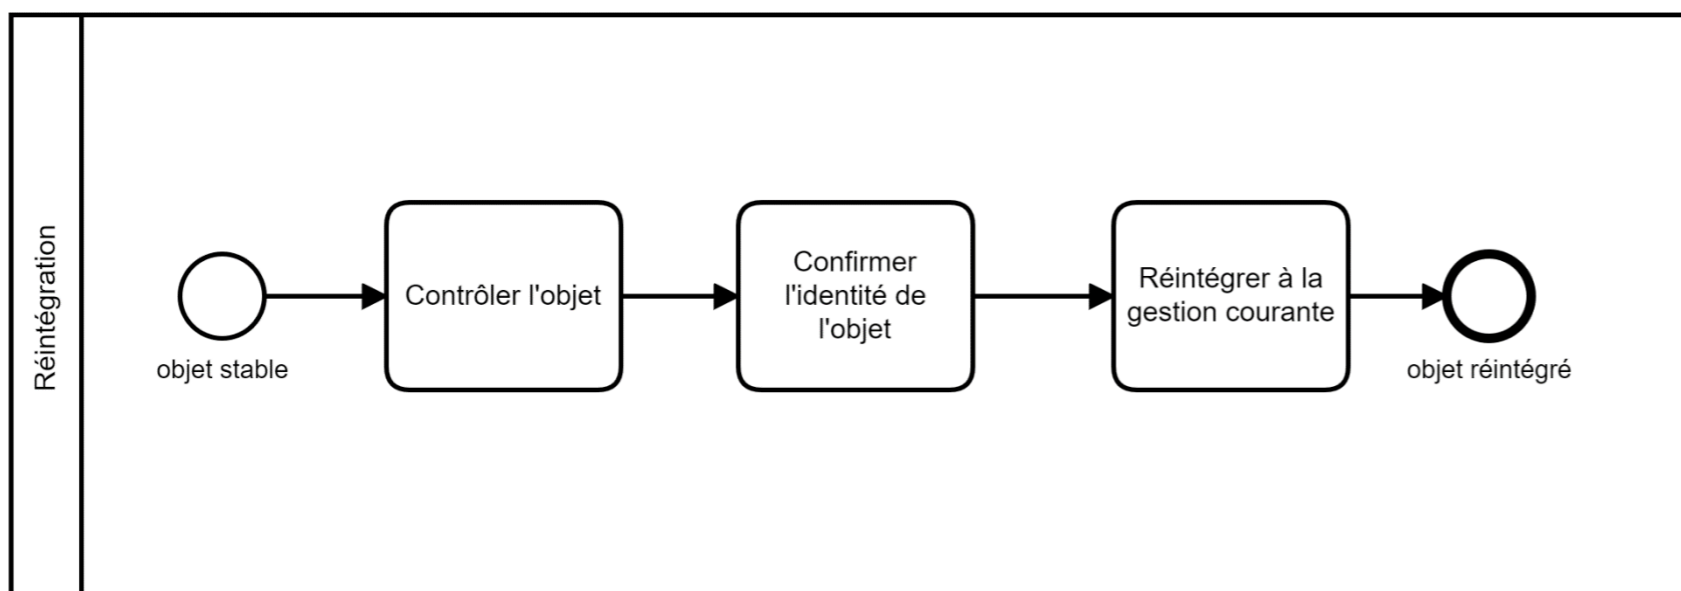 Réintégration
objet stable
Contrôler l'objet
Confirmer
l'identité de
l'objet
Réintégrer à la
gestion courante
objet réintégré